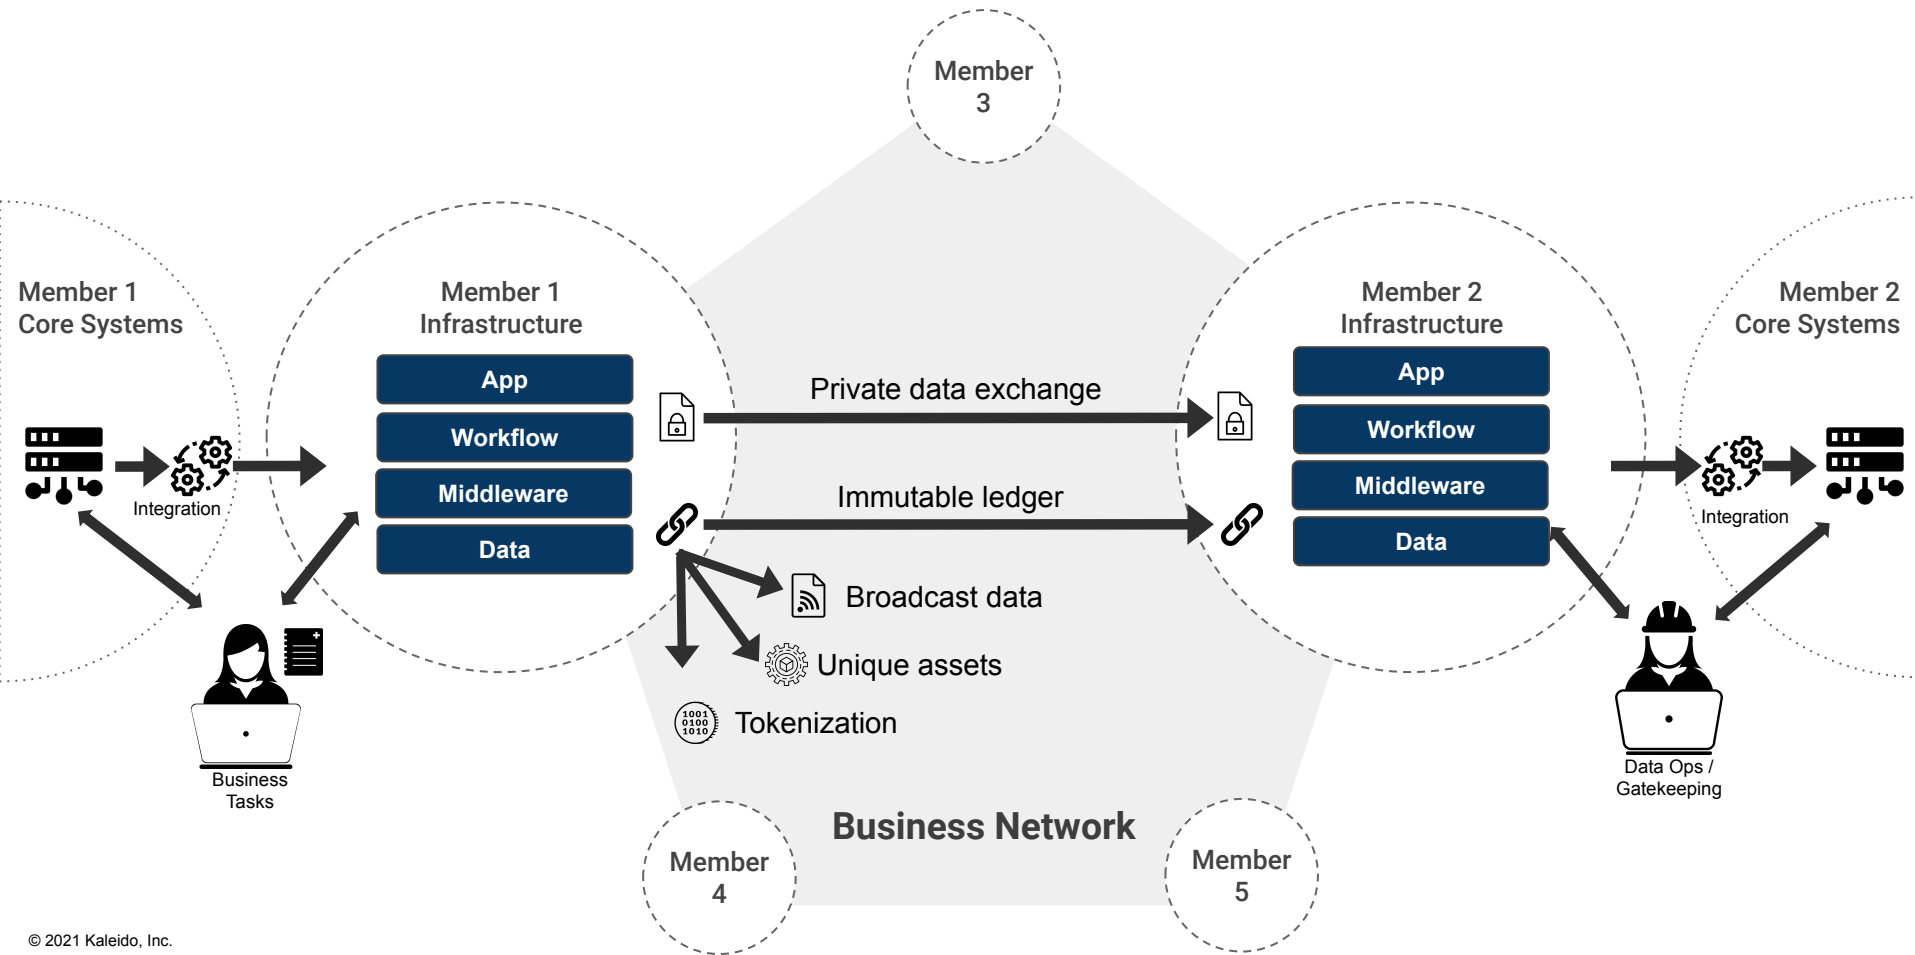 Member
3
Member 1
Core Systems
Member 1
Infrastructure
Member 2
Infrastructure
Member 2
Core Systems
App
Workflow
Middleware
Data
Private data exchange
Immutable ledger
App
Workflow
Middleware
Data
Integration
Integration
Broadcast data
Unique assets
1001
0100
1010
Tokenization
Business
Tasks
Data Ops /
Gatekeeping
Business Network
Member
4
Member
5
© 2021 Kaleido, Inc.